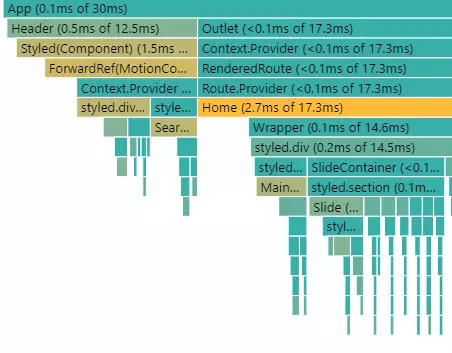 App (0.1ms of 30ms)
Header (0.5ms of 12.5ms)
Outlet (<0.1ms of 17.3ms)
Styled(Component) (1.5ms ...
Context.Provider (<0.1ms of 17.3ms)
ForwardRef(MotionCo...
RenderedRoute (<0.1ms of 17.3ms)
Context.Provider ...
Route.Provider (<0.1ms of 17.3ms)
styled.div...
style...
Home (2.7ms of 17.3ms)
Sear...
Wrapper (0.1ms of 14.6ms)
styled.div (0.2ms of 14.5ms)
styled...
SlideContainer (<0.1...
Main...
styled.section (0.1m...
Slide (...
styl...